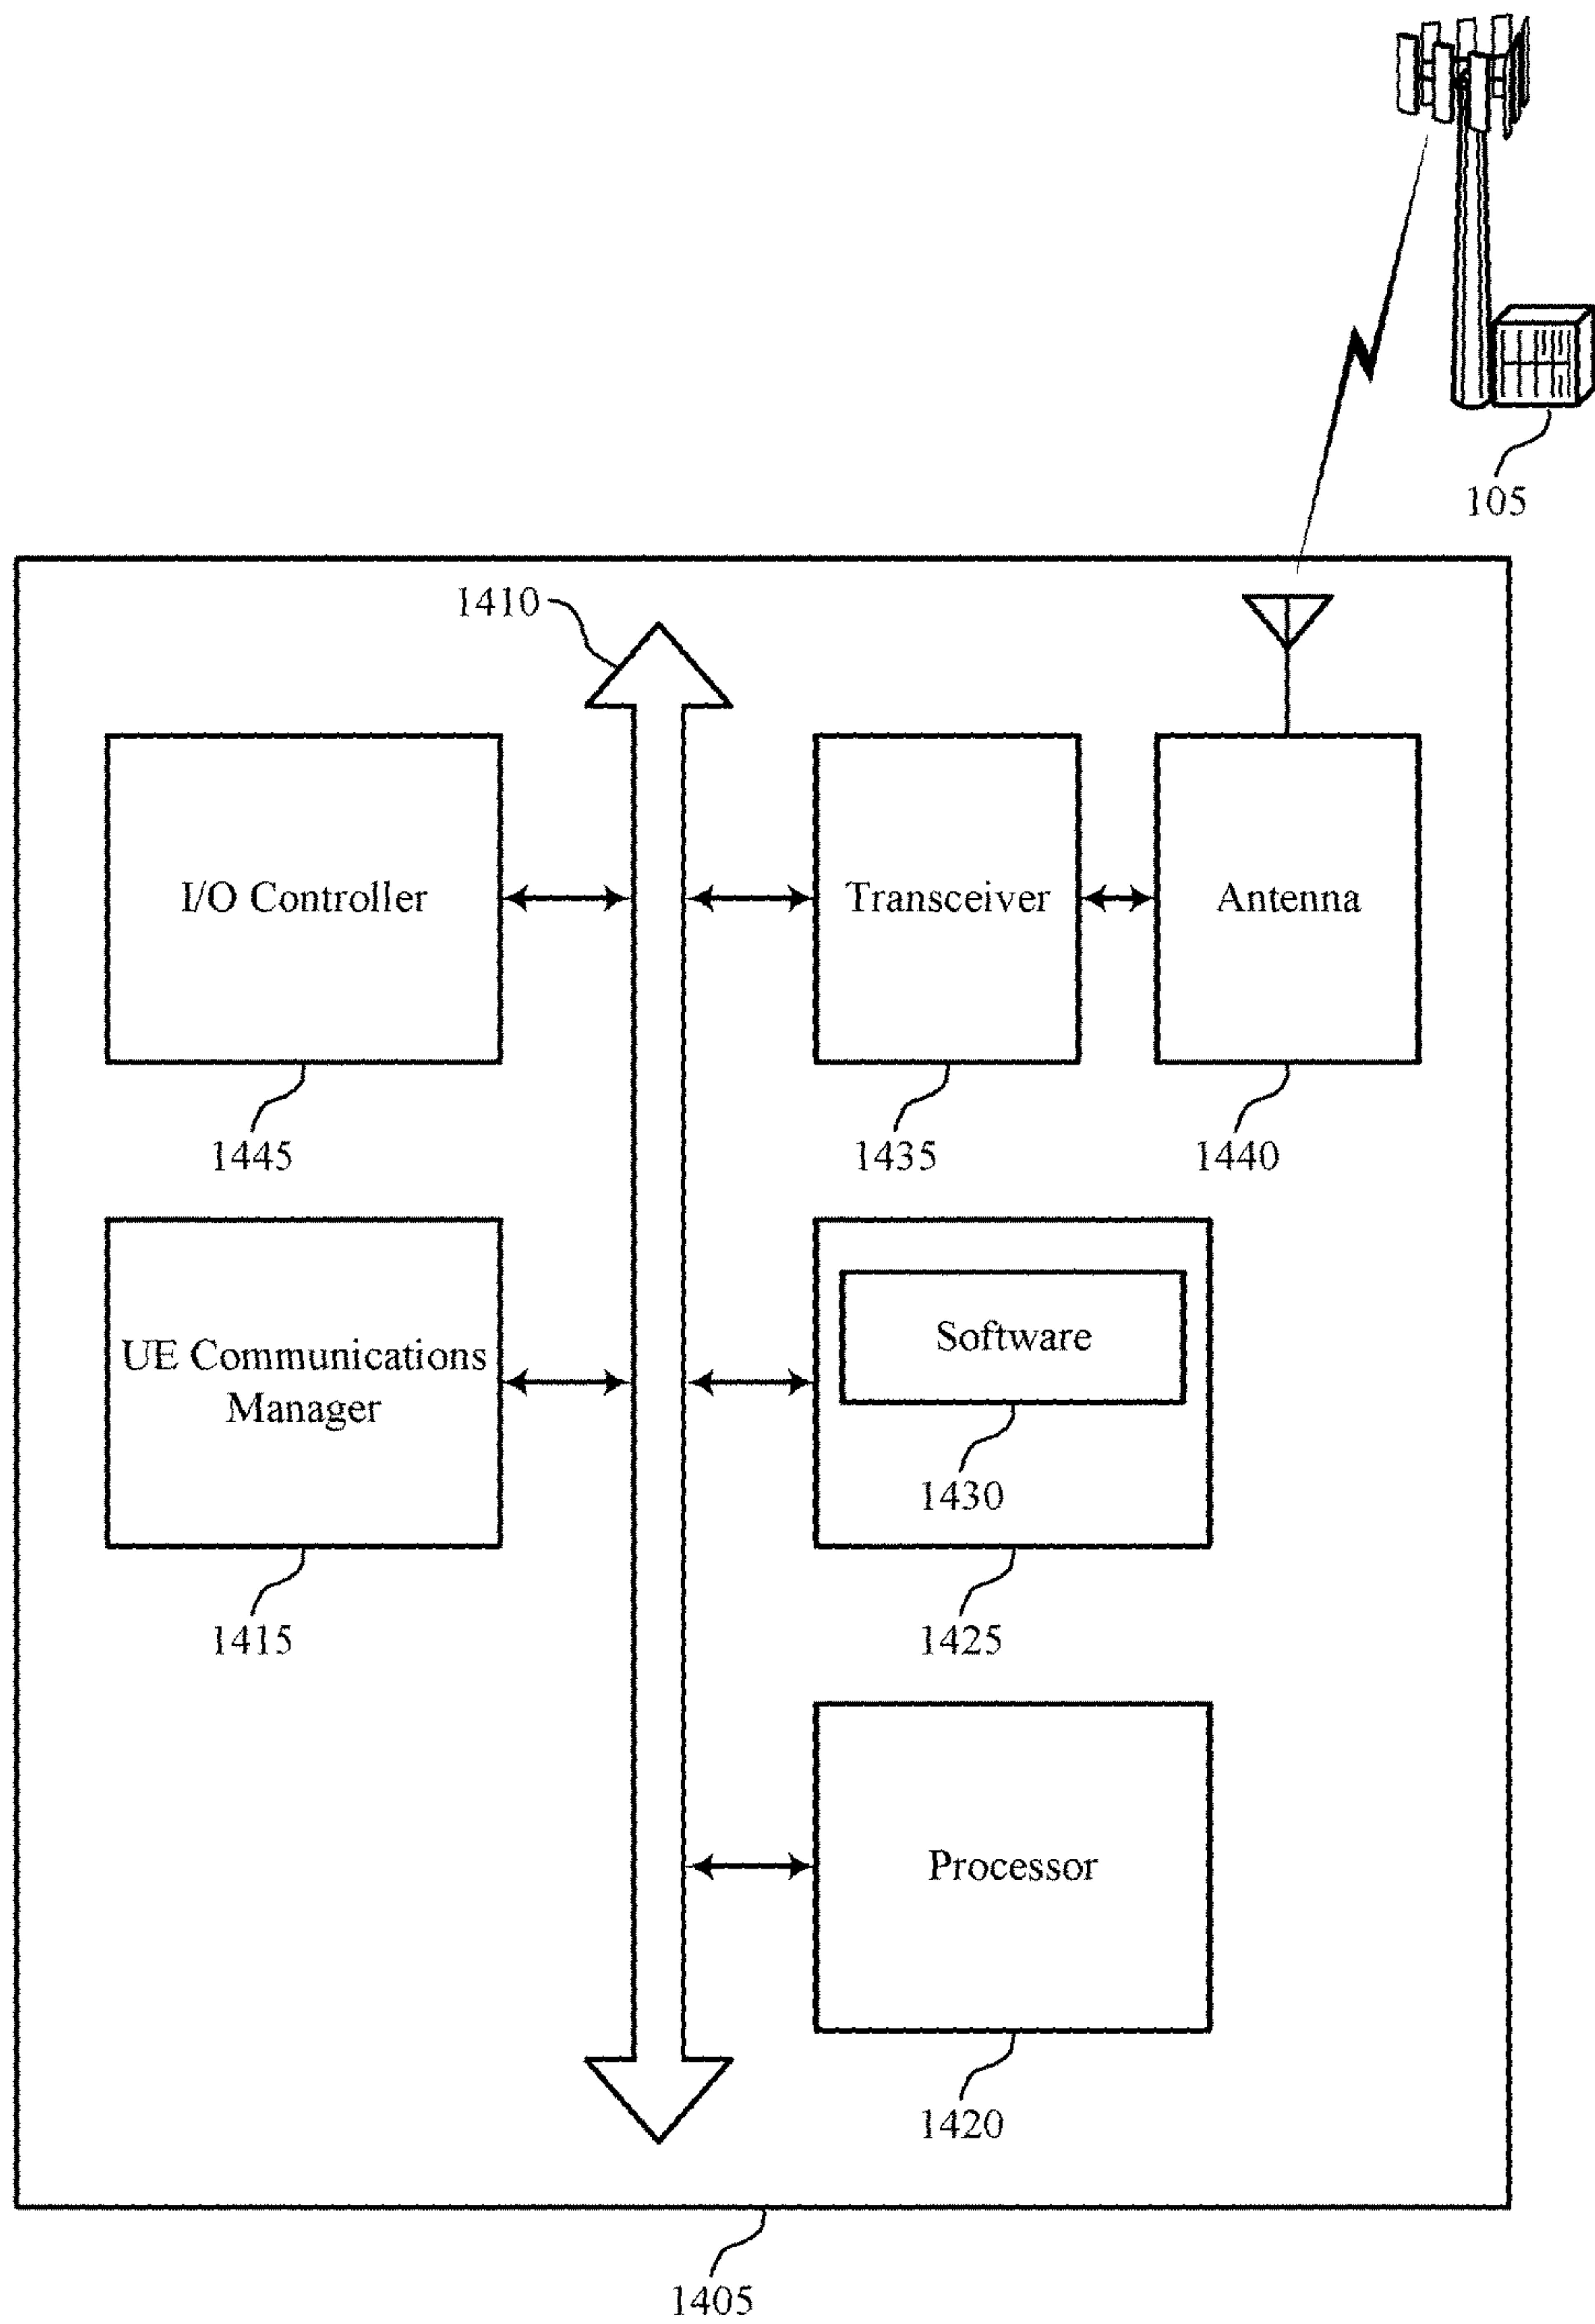 105
1410
I/O Controller
Transceiver
Antenna
1445
1435
1440
UE Communications
Manager
Software
1430
1415
1425
Processor
1420
1405